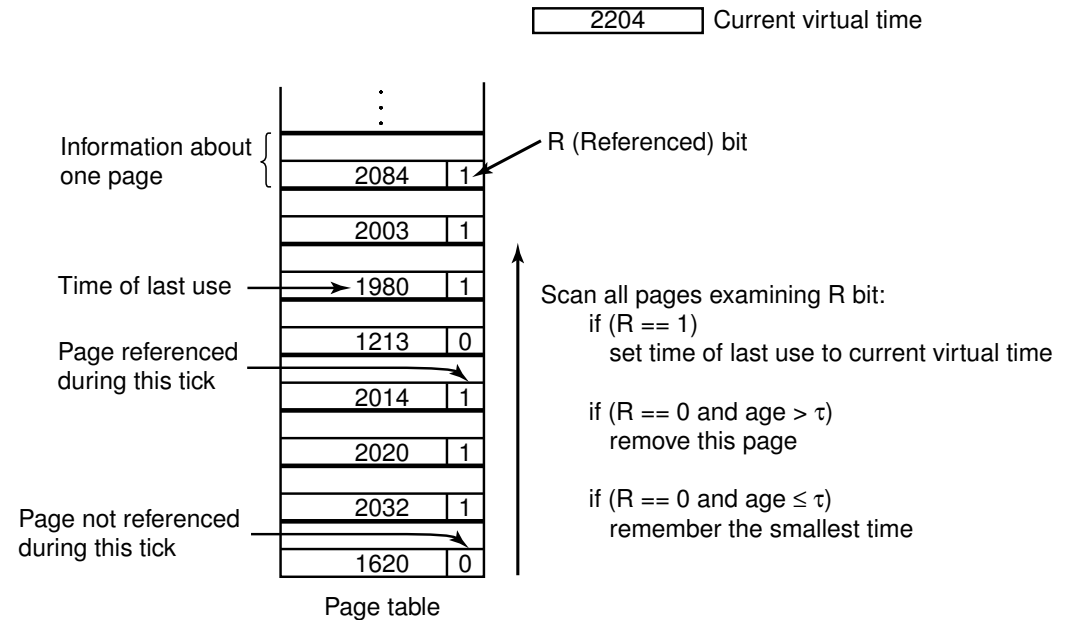 2204 Current virtual time
Information about
one page
R (Referenced) bit
2084 1
2003 1
Time of last use
1980 1
1213 0
Page referenced
during this tick
2014 1
2020 1
2032 1
Page not referenced
during this tick
1620 0
Page table
Scan all pages examining R bit:
if (R == 1)
set time of last use to current virtual time
if (R == 0 and age > τ)
remove this page
if (R == 0 and age ≤ τ)
remember the smallest time